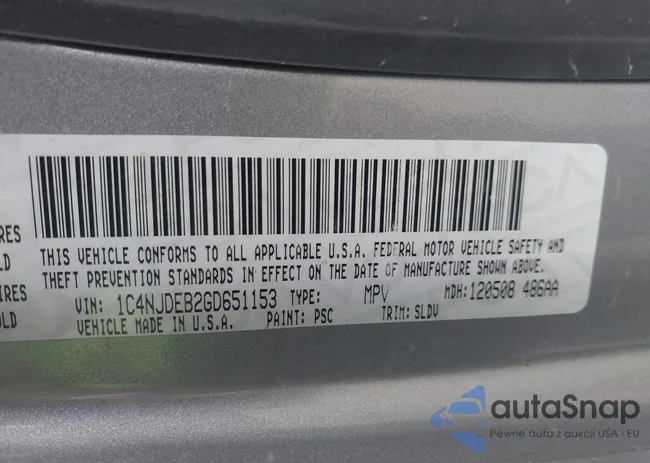 IRES
LD
IRES
OLD
THIS VEHICLE CONFORMS TO ALL APPLICABLE U.S.A. FEDERAL MOTOR VEHICLE SAFETY AND
THEFT PREVENTION STANDARDS IN EFFECT ON THE DATE OF MANUFACTURE SHOWN ABOVE.
VIN: 1C4NJDEB2GD651153 TYPE: MPV MDH: 120508 486AA
VEHICLE MADE IN U.S.A. PAINT: PSC TRIM: SLDV
autaSnap
Pewne auta z aukcji USA i EU